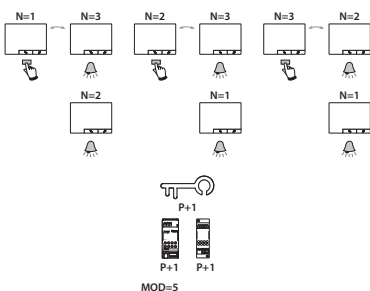 N=1 N=3 N=2 N=3 N=3 N=2
N=2 N=1 N=1
P+1
P+1 P+1
MOD=5